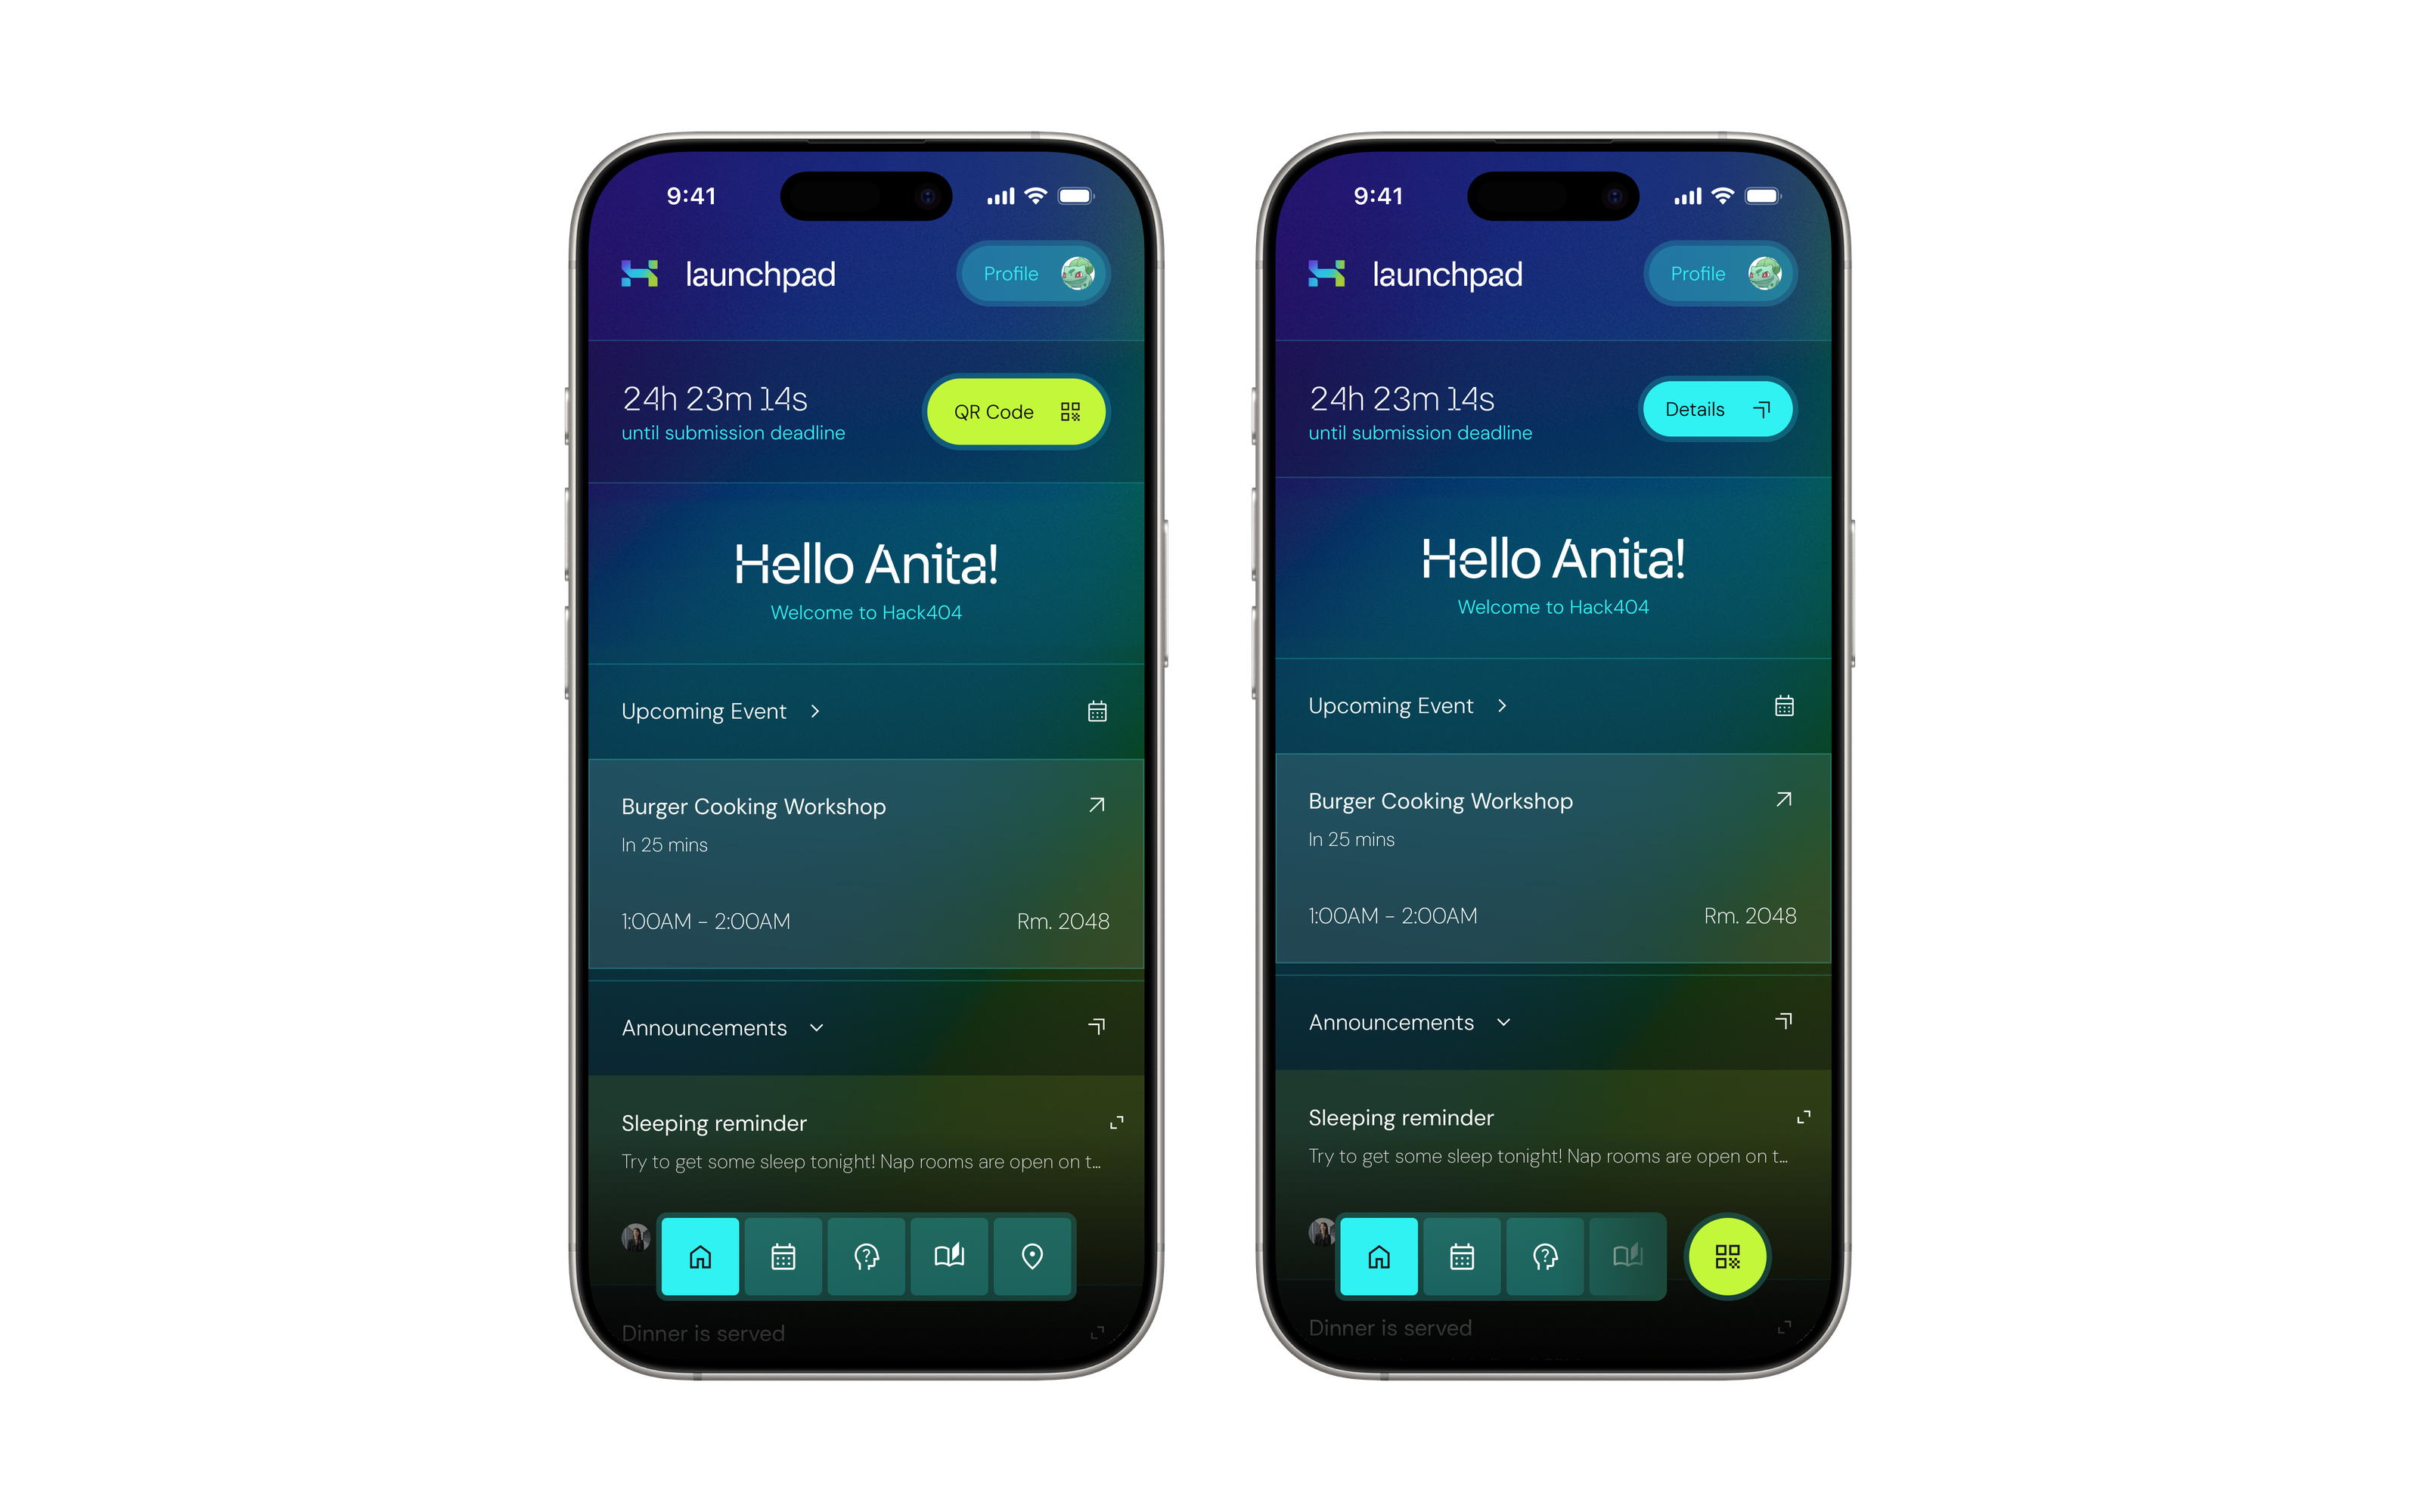 9:41
launchpad
Profile
24h 23m 14s
until submission deadline
QR Code
Hello Anita!
Welcome to Hack404
Upcoming Event
Burger Cooking Workshop
In 25 mins
1:00AM - 2:00AM
Rm. 2048
Announcements
Sleeping reminder
Try to get some sleep tonight! Nap rooms are open on t...
Dinner is served
9:41
launchpad
Profile
24h 23m 14s
until submission deadline
Details
Hello Anita!
Welcome to Hack404
Upcoming Event
Burger Cooking Workshop
In 25 mins
1:00AM - 2:00AM
Rm. 2048
Announcements
Sleeping reminder
Try to get some sleep tonight! Nap rooms are open on t...
Dinner is served